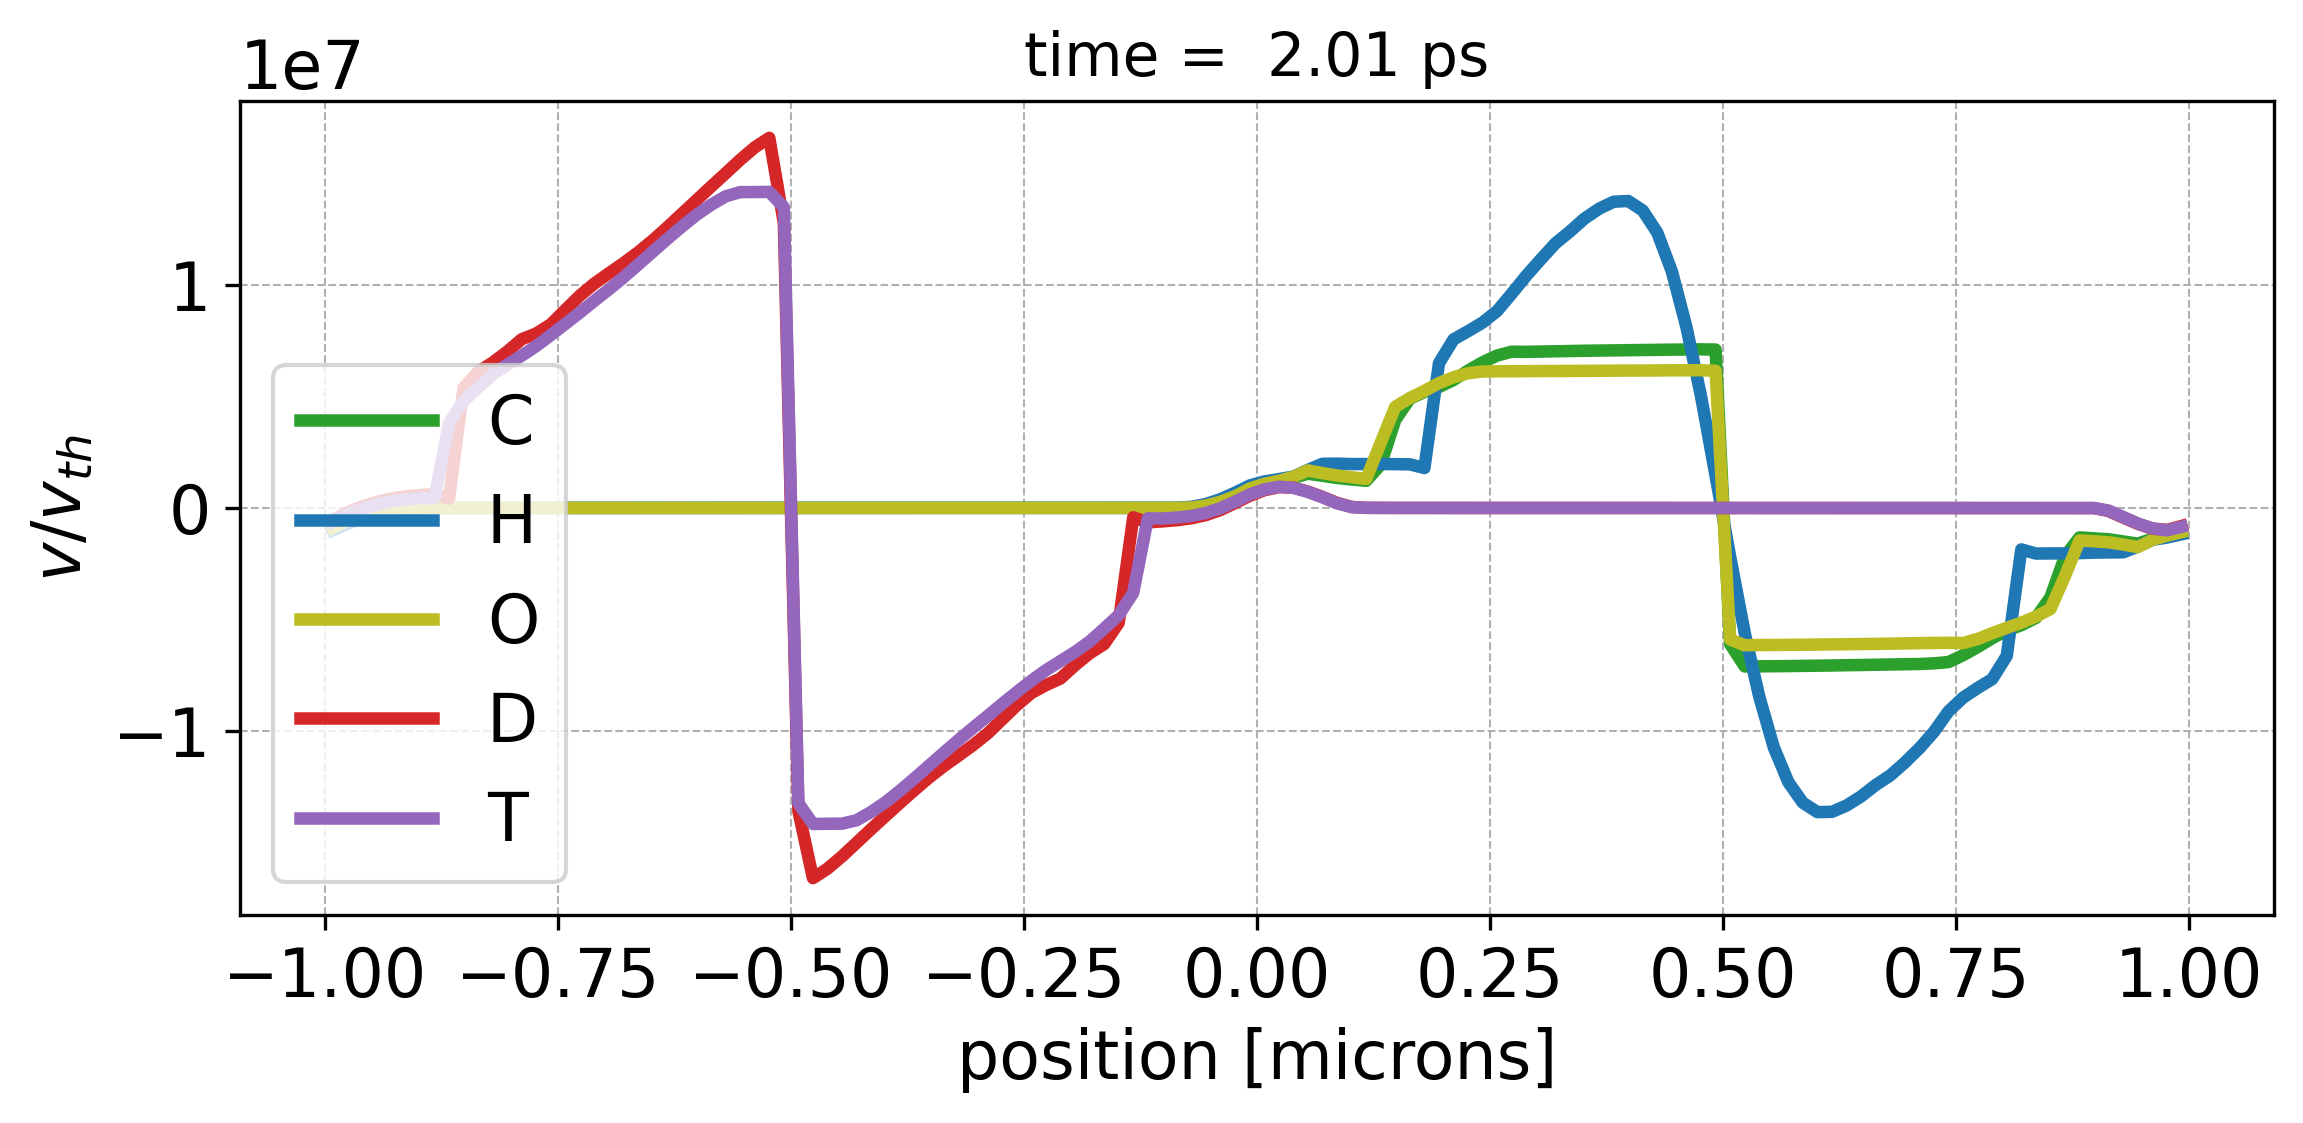 time =  2.01 ps
1e7
v/v_th
1
0
−1
C
H
O
D
T
−1.00 −0.75 −0.50 −0.25 0.00 0.25 0.50 0.75 1.00
position [microns]